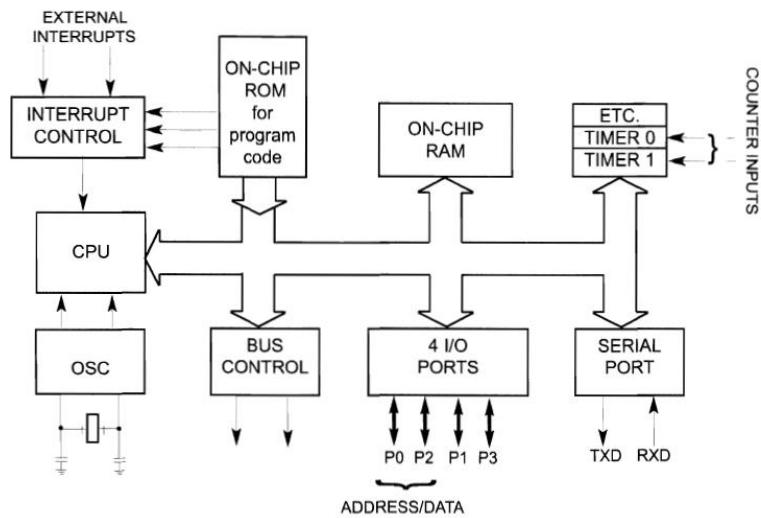 EXTERNAL
INTERRUPTS
INTERRUPT
CONTROL
ON-CHIP
ROM
for
program
code
ON-CHIP
RAM
ETC.
TIMER 0
TIMER 1
COUNTER INPUTS
CPU
OSC
BUS
CONTROL
4 I/O
PORTS
SERIAL
PORT
P0 P2 P1 P3
TXD RXD
ADDRESS/DATA